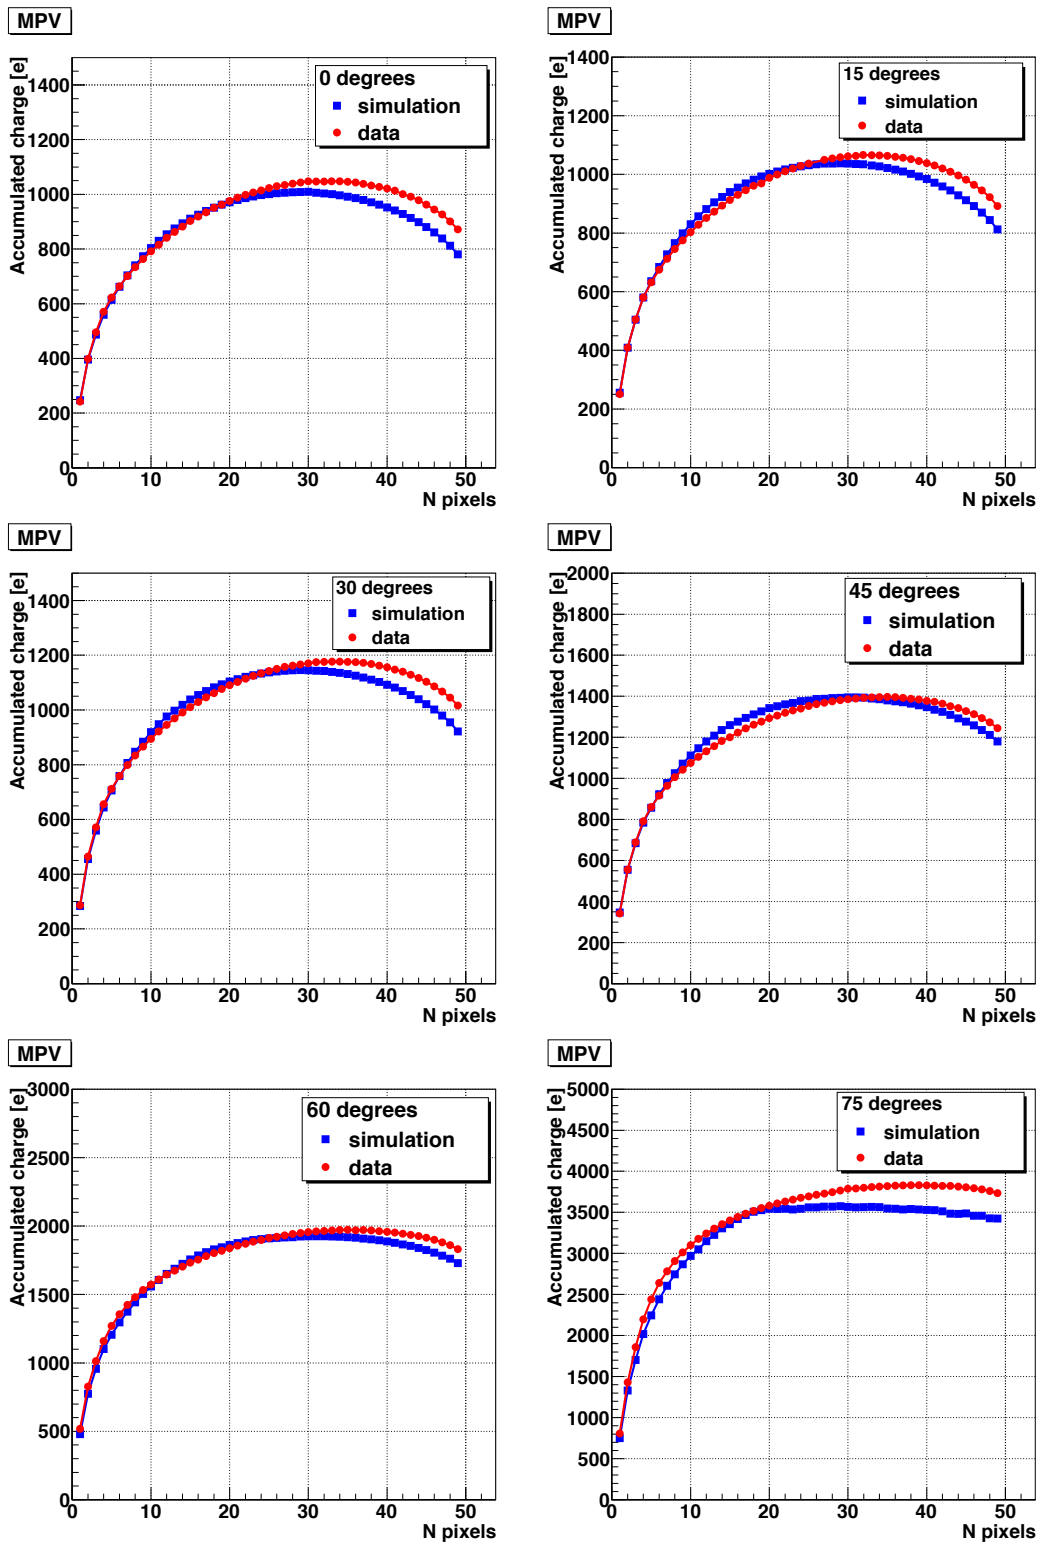 MPV
Accumulated charge [e]
1400
1200
1000
800
600
400
200
0
0 degrees
simulation
data
0 10 20 30 40 50
N pixels
MPV
Accumulated charge [e]
1400
1200
1000
800
600
400
200
0
15 degrees
simulation
data
0 10 20 30 40 50
N pixels
MPV
Accumulated charge [e]
1400
1200
1000
800
600
400
200
0
30 degrees
simulation
data
0 10 20 30 40 50
N pixels
MPV
Accumulated charge [e]
2000
1800
1600
1400
1200
1000
800
600
400
200
0
45 degrees
simulation
data
0 10 20 30 40 50
N pixels
MPV
Accumulated charge [e]
3000
2500
2000
1500
1000
500
0
60 degrees
simulation
data
0 10 20 30 40 50
N pixels
MPV
Accumulated charge [e]
5000
4500
4000
3500
3000
2500
2000
1500
1000
500
0
75 degrees
simulation
data
0 10 20 30 40 50
N pixels